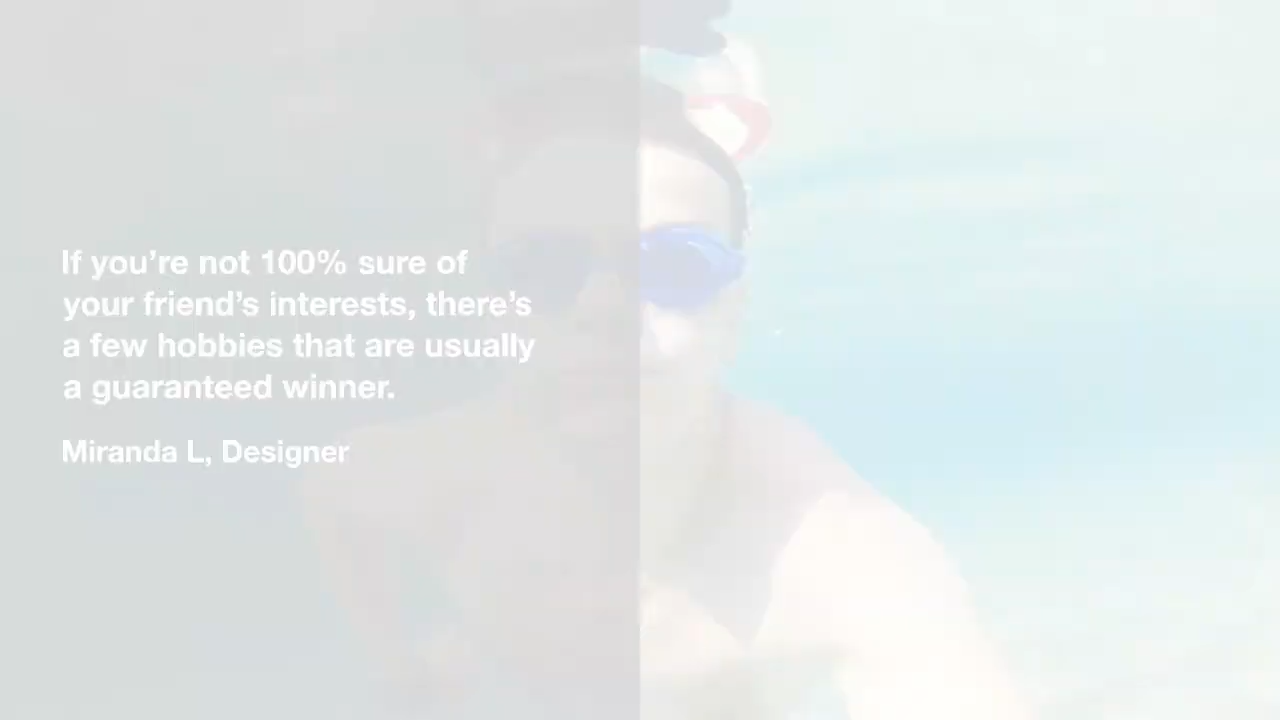 If you’re not 100% sure of
your friend’s interests, there’s
a few hobbies that are usually
a guaranteed winner.
Miranda L, Designer